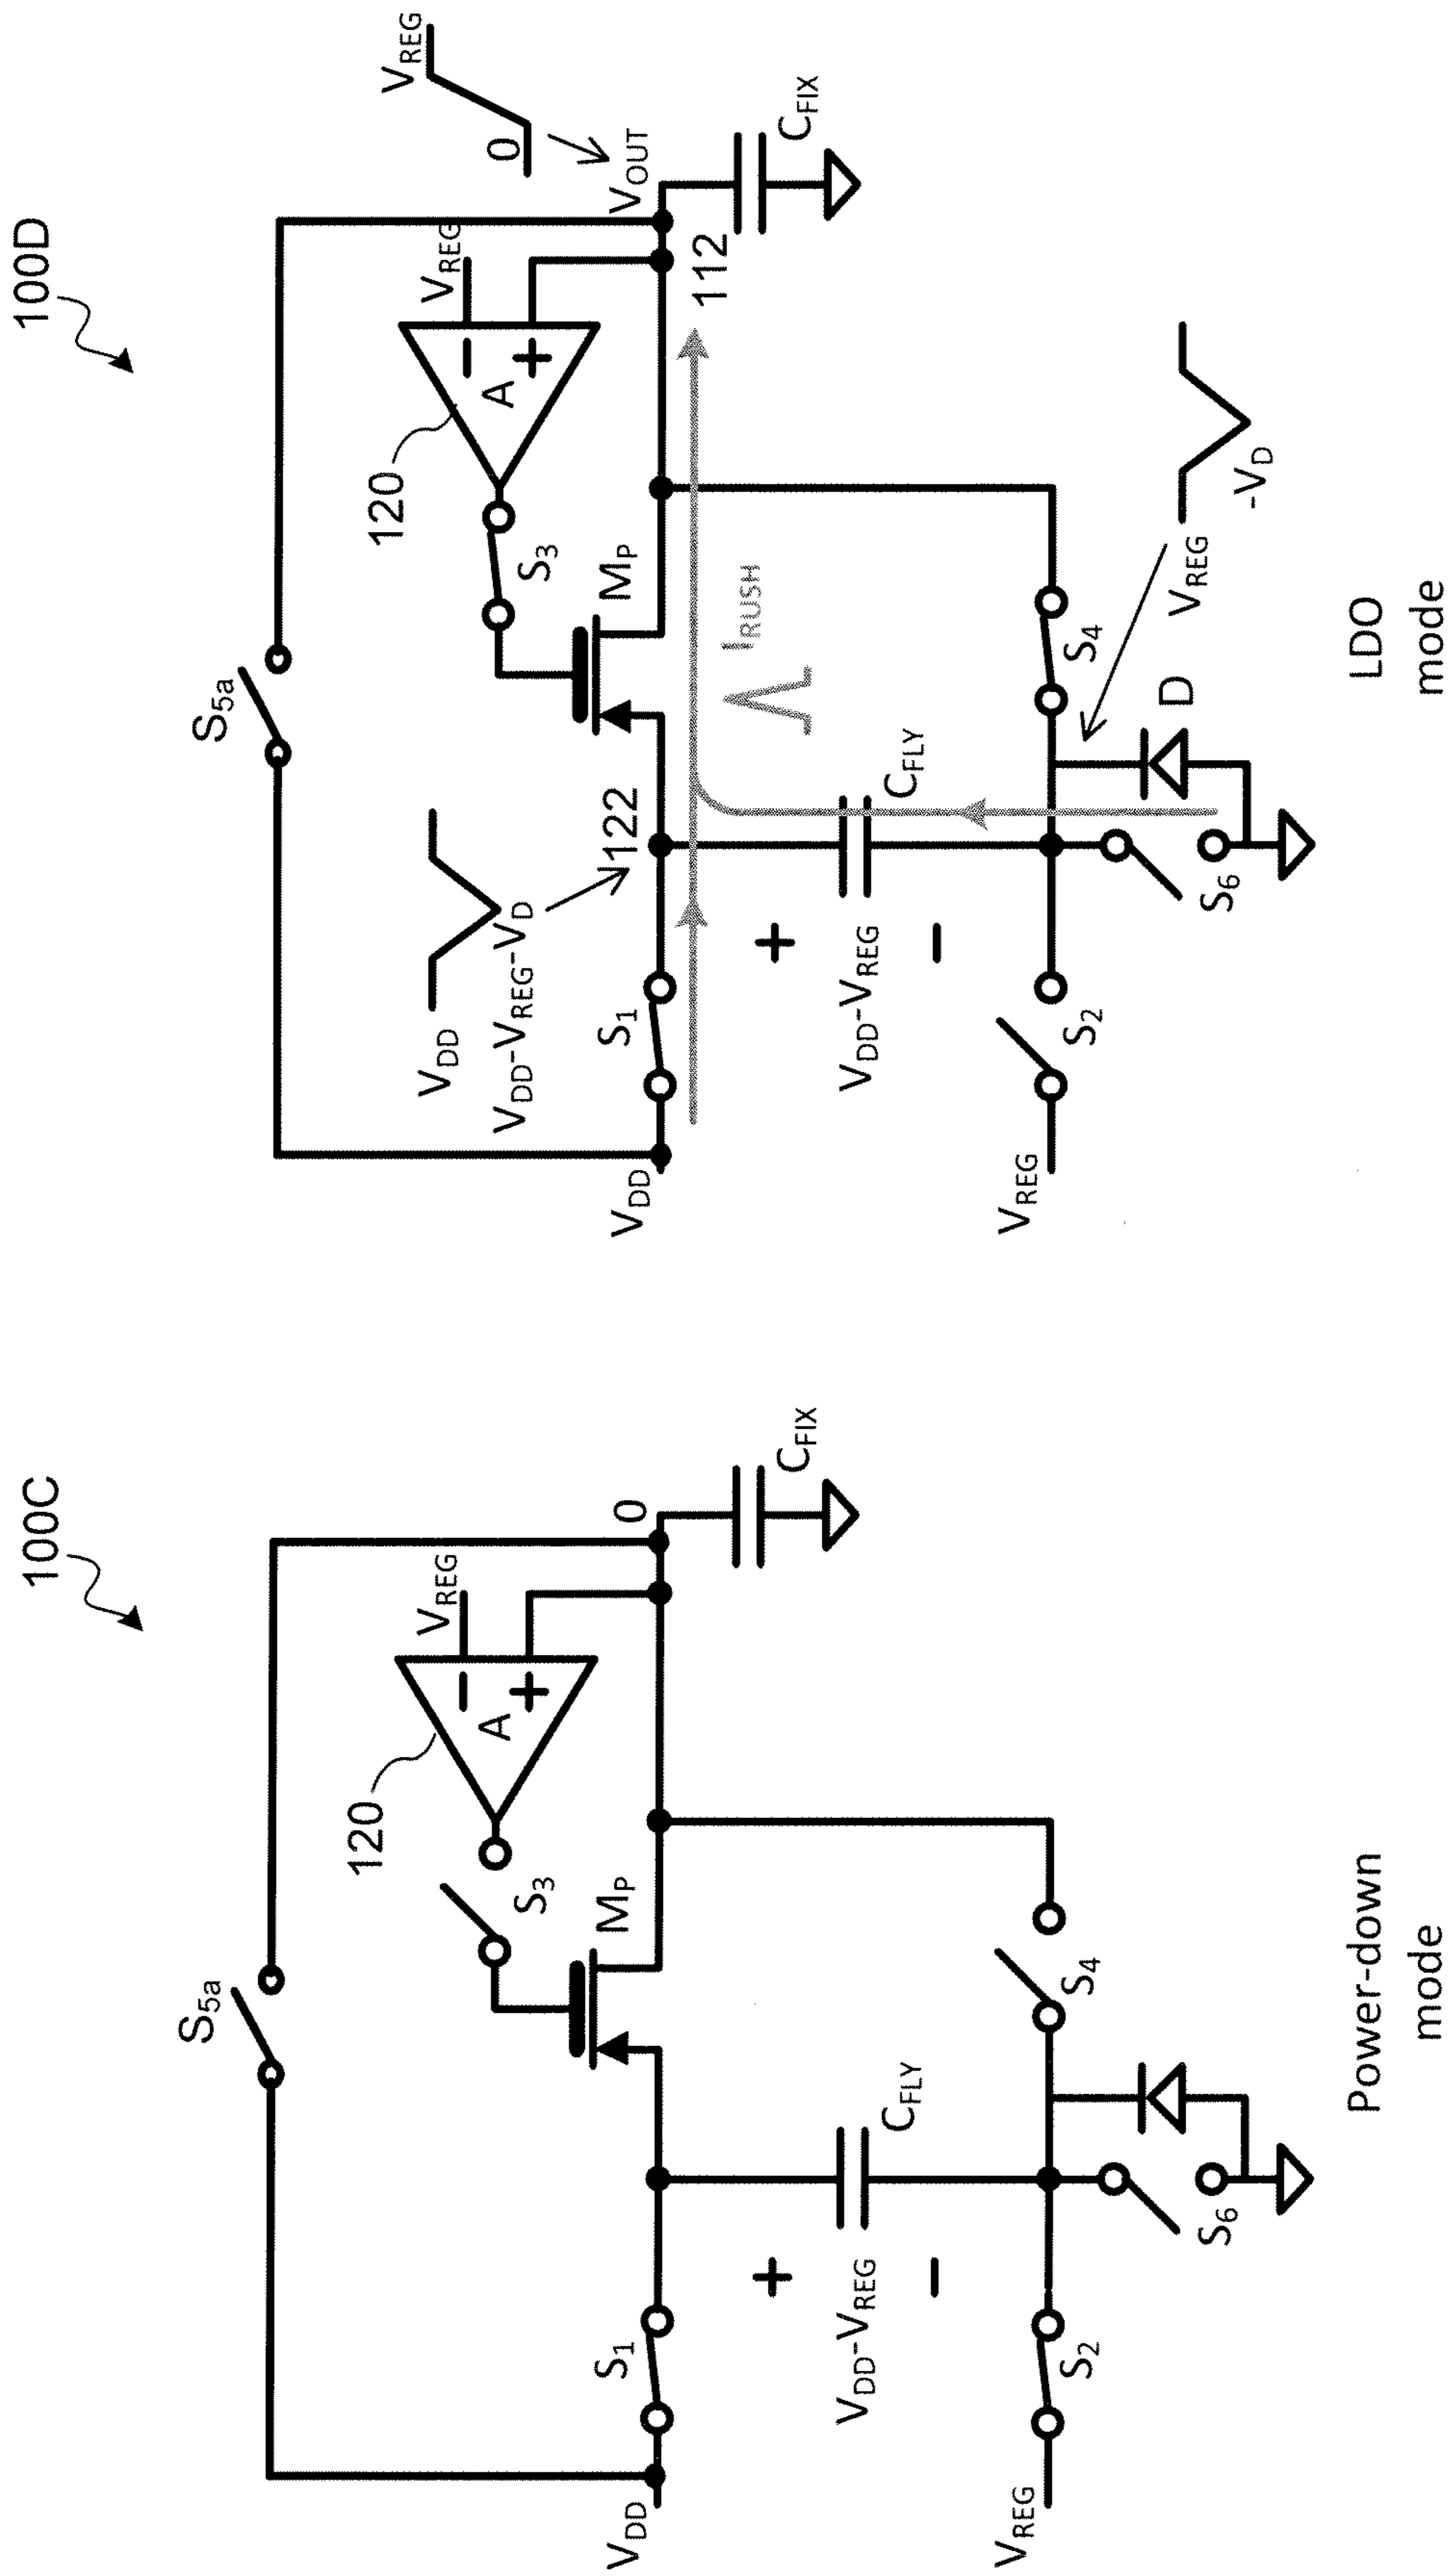 100C
S5a
120
A
−
+
VREG
S3
MP
0
VDD
S1
+
VDD-VREG
−
CFLY
CFIX
VREG
S2
S4
S6
Power-down
mode
100D
S5a
120
A
−
+
VREG
S3
MP
VREG
0
VOUT
VDD
VDD-VREG-VD
122
112
VDD
S1
IRUSH
+
VDD-VREG
−
CFLY
CFIX
VREG
S2
S4
S6
D
VREG
-VD
LDO
mode